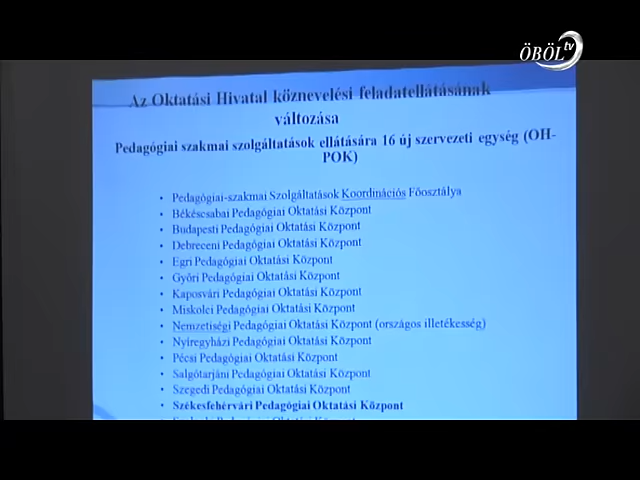 ÖBÖL tv
Az Oktatási Hivatal köznevelési feladatellátásának
változása
Pedagógiai szakmai szolgáltatások ellátására 16 új szervezeti egység (OH-
POK)
• Pedagógiai-szakmai Szolgáltatások Koordinációs Főosztálya
• Békéscsabai Pedagógiai Oktatási Központ
• Budapesti Pedagógiai Oktatási Központ
• Debreceni Pedagógiai Oktatási Központ
• Egri Pedagógiai Oktatási Központ
• Győri Pedagógiai Oktatási Központ
• Kaposvári Pedagógiai Oktatási Központ
• Miskolci Pedagógiai Oktatási Központ
• Nemzetiségi Pedagógiai Oktatási Központ (országos illetékesség)
• Nyíregyházi Pedagógiai Oktatási Központ
• Pécsi Pedagógiai Oktatási Központ
• Salgótarjáni Pedagógiai Oktatási Központ
• Szegedi Pedagógiai Oktatási Központ
• Székesfehérvári Pedagógiai Oktatási Központ